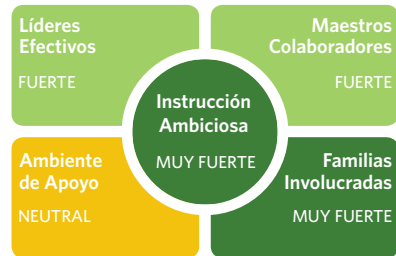 Líderes
Efectivos
FUERTE
Maestros
Colaboradores
FUERTE
Instrucción
Ambiciosa
MUY FUERTE
Ambiente
de Apoyo
NEUTRAL
Familias
Involucradas
MUY FUERTE